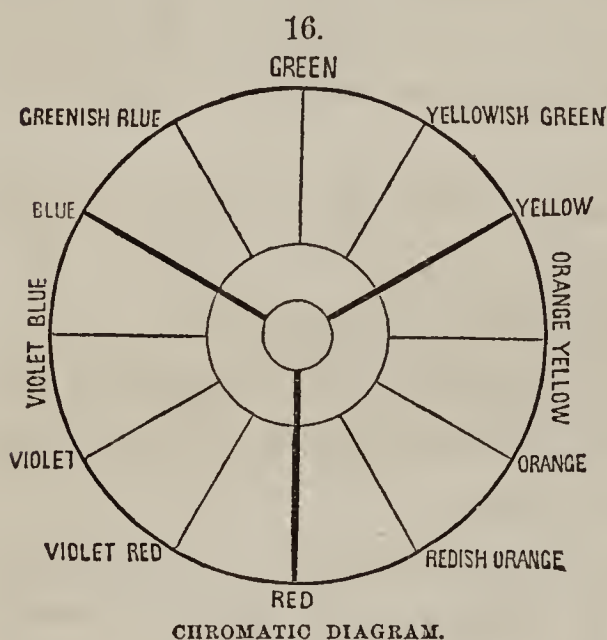 16.
GREEN
GREENISH BLUE
YELLOWISH GREEN
BLUE
YELLOW
VIOLET BLUE
ORANGE YELLOW
VIOLET
ORANGE
VIOLET RED
REDISH ORANGE
RED
CHROMATIC DIAGRAM.